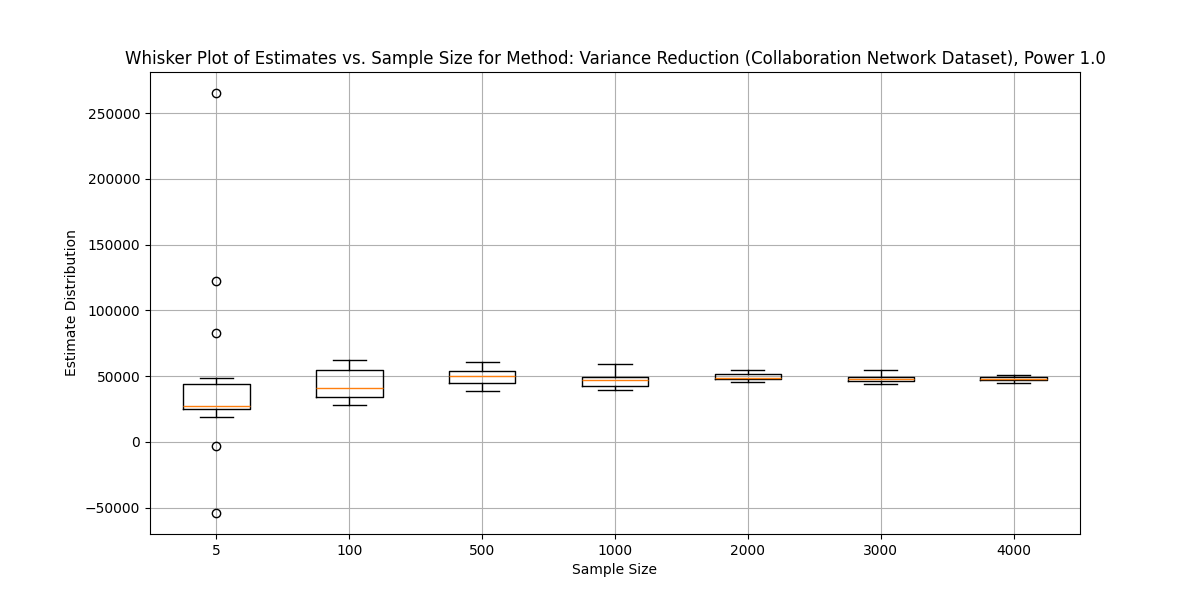 Whisker Plot of Estimates vs. Sample Size for Method: Variance Reduction (Collaboration Network Dataset), Power 1.0
250000
200000
150000
100000
50000
0
−50000
Estimate Distribution
5 100 500 1000 2000 3000 4000
Sample Size